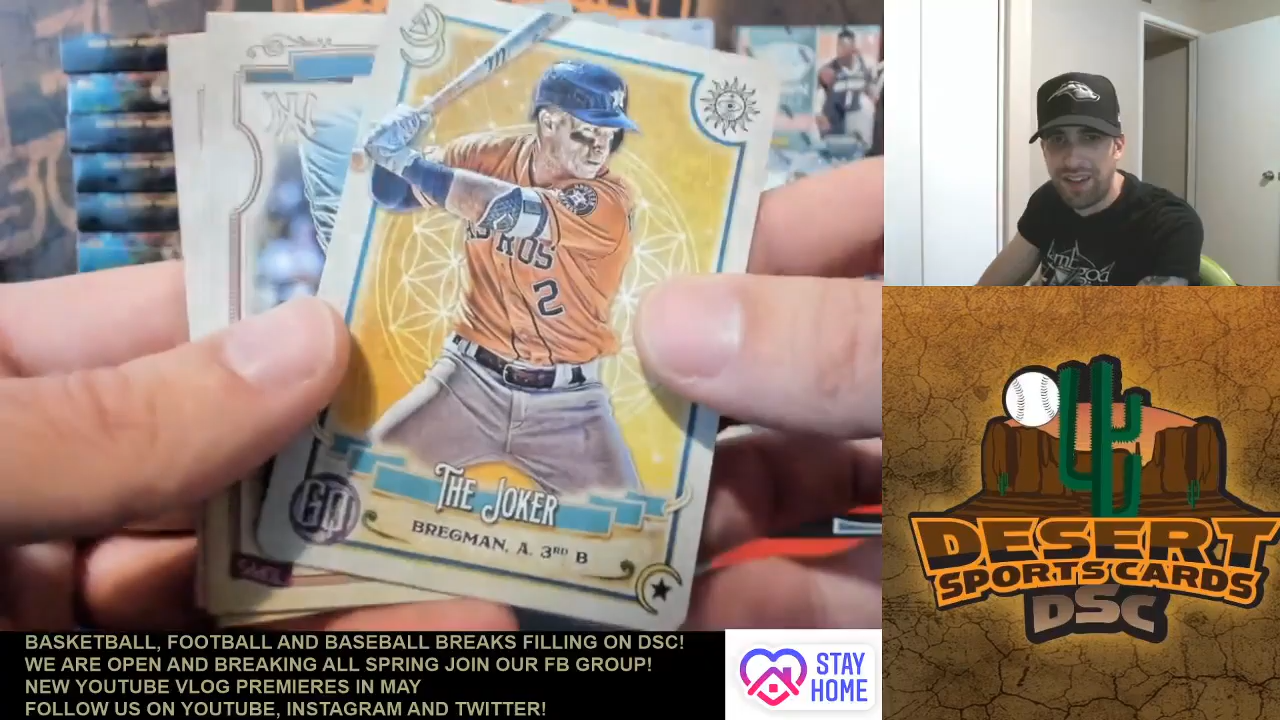 ASTROS
2
THE JOKER
GQ
BREGMAN, A. 3RD B
BASKETBALL, FOOTBALL AND BASEBALL BREAKS FILLING ON DSC!
WE ARE OPEN AND BREAKING ALL SPRING JOIN OUR FB GROUP!
NEW YOUTUBE VLOG PREMIERES IN MAY
FOLLOW US ON YOUTUBE, INSTAGRAM AND TWITTER!
STAY
HOME
DESERT
SPORTS CARDS
DSC